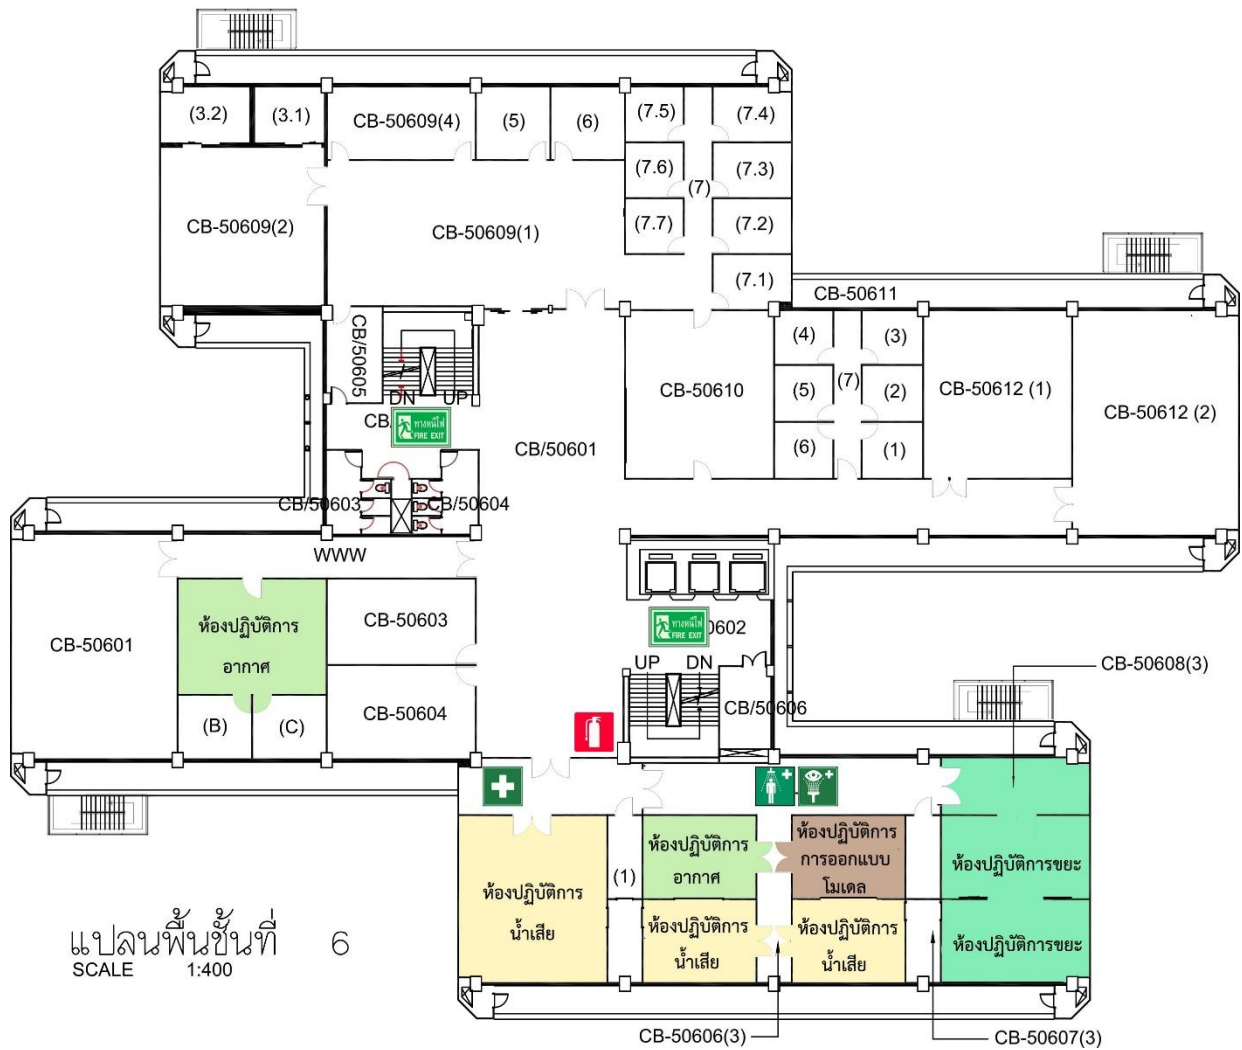 (3.2)
(3.1)
CB-50609(4)
(5)
(6)
(7.5)
(7.4)
(7.6)
(7.3)
(7)
(7.7)
(7.2)
(7.1)
CB-50609(2)
CB-50609(1)
CB-50611
CB/50605
DN
UP
CB/
ทางหนีไฟ
FIRE EXIT
CB/50601
CB-50610
(4)
(3)
(7)
(5)
(2)
(6)
(1)
CB-50612 (1)
CB-50612 (2)
CB/50603
CB/50604
WWW
CB-50601
ห้องปฏิบัติการ
อากาศ
(B)
(C)
CB-50603
CB-50604
ทางหนีไฟ
FIRE EXIT
50602
UP
DN
CB/50606
CB-50608(3)
ห้องปฏิบัติการ
น้ำเสีย
(1)
ห้องปฏิบัติการ
อากาศ
ห้องปฏิบัติการ
การออกแบบ
โมเดล
ห้องปฏิบัติการขยะ
ห้องปฏิบัติการ
น้ำเสีย
ห้องปฏิบัติการ
น้ำเสีย
ห้องปฏิบัติการขยะ
แปลนพื้นชั้นที่ 6
SCALE 1:400
CB-50606(3)
CB-50607(3)